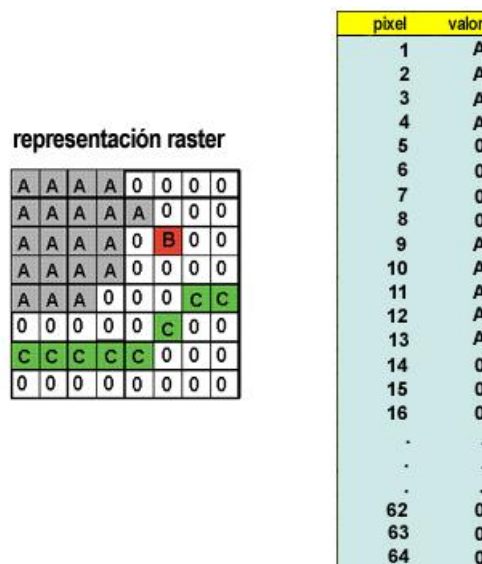 representación raster
A A A A 0 0 0 0
A A A A A 0 0 0
A A A A 0 B 0 0
A A A A 0 0 0 0
A A A 0 0 0 C C
0 0 0 0 0 C 0 0
C C C C C 0 0 0
0 0 0 0 0 0 0 0
pixel valor
1 A
2 A
3 A
4 A
5 0
6 0
7 0
8 0
9 A
10 A
11 A
12 A
13 A
14 0
15 0
16 0
. .
. .
. .
62 0
63 0
64 0